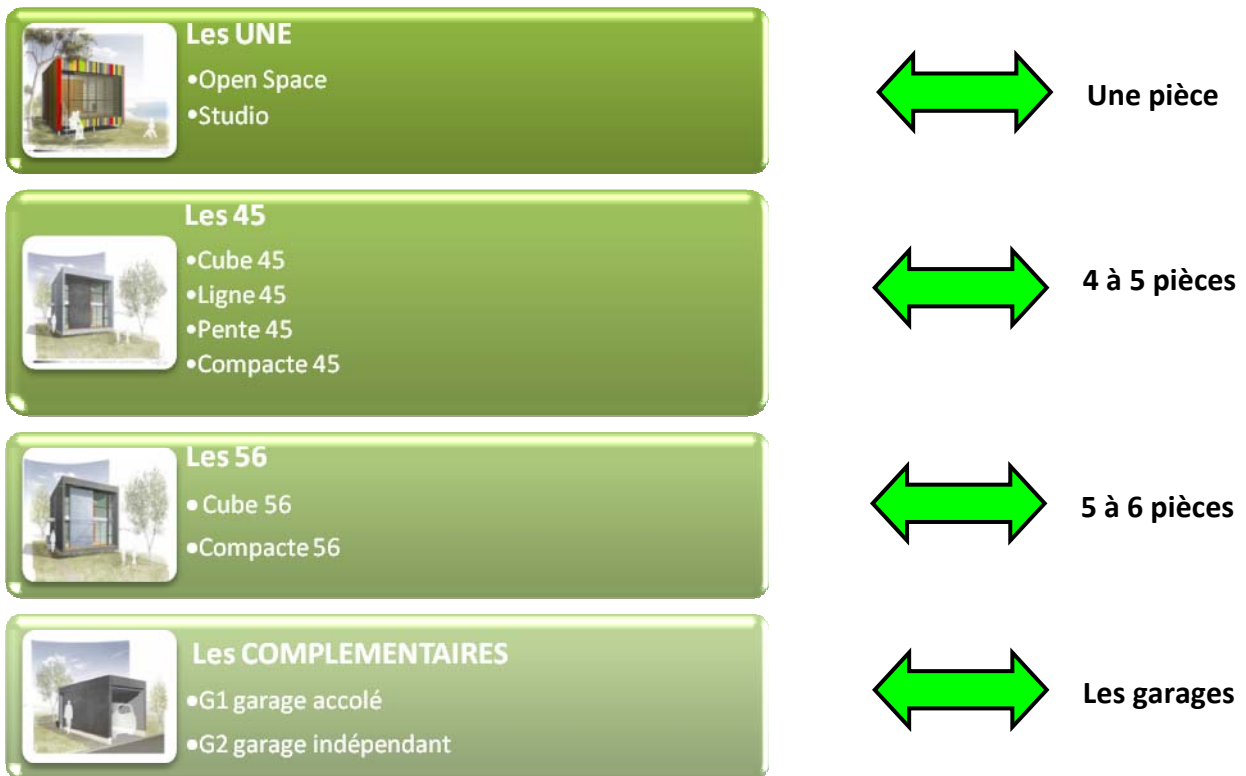 Les UNE
•Open Space
•Studio
Une pièce
Les 45
•Cube 45
•Ligne 45
•Pente 45
•Compacte 45
4 à 5 pièces
Les 56
• Cube 56
•Compacte 56
5 à 6 pièces
Les COMPLEMENTAIRES
•G1 garage accolé
•G2 garage indépendant
Les garages